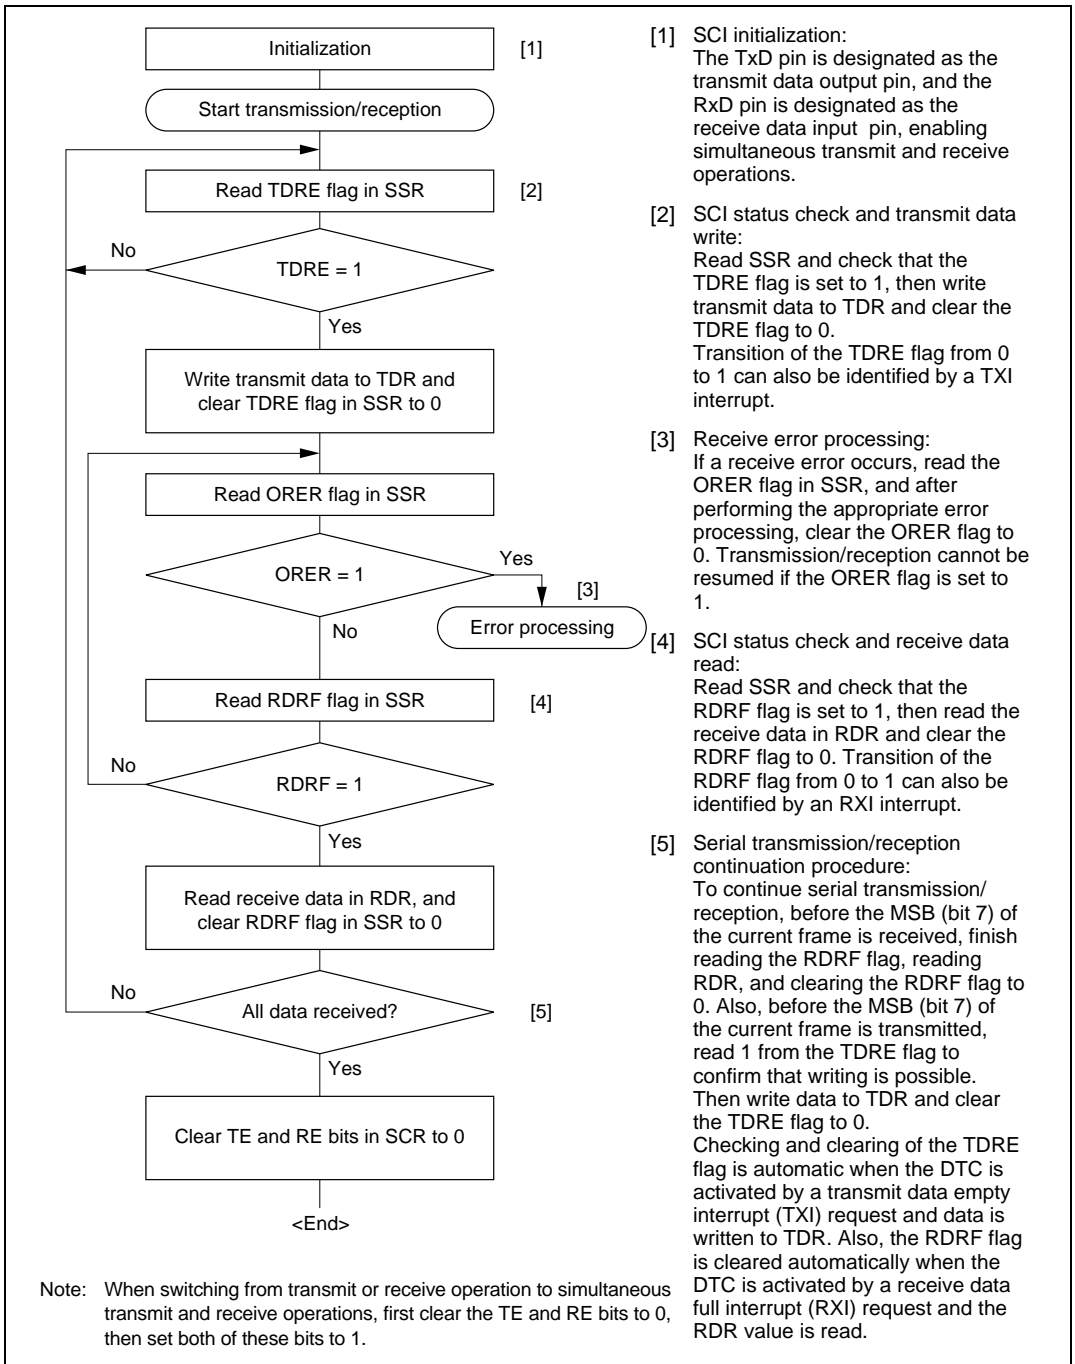 Initialization [1]
Start transmission/reception
Read TDRE flag in SSR [2]
No
TDRE = 1
Yes
Write transmit data to TDR and
clear TDRE flag in SSR to 0
Read ORER flag in SSR
ORER = 1
Yes
[3]
Error processing
No
Read RDRF flag in SSR [4]
No
RDRF = 1
Yes
Read receive data in RDR, and
clear RDRF flag in SSR to 0
No
All data received? [5]
Yes
Clear TE and RE bits in SCR to 0
<End>
[1] SCI initialization:
The TxD pin is designated as the
transmit data output pin, and the
RxD pin is designated as the
receive data input pin, enabling
simultaneous transmit and receive
operations.
[2] SCI status check and transmit data
write:
Read SSR and check that the
TDRE flag is set to 1, then write
transmit data to TDR and clear the
TDRE flag to 0.
Transition of the TDRE flag from 0
to 1 can also be identified by a TXI
interrupt.
[3] Receive error processing:
If a receive error occurs, read the
ORER flag in SSR, and after
performing the appropriate error
processing, clear the ORER flag to
0. Transmission/reception cannot be
resumed if the ORER flag is set to
1.
[4] SCI status check and receive data
read:
Read SSR and check that the
RDRF flag is set to 1, then read the
receive data in RDR and clear the
RDRF flag to 0. Transition of the
RDRF flag from 0 to 1 can also be
identified by an RXI interrupt.
[5] Serial transmission/reception
continuation procedure:
To continue serial transmission/
reception, before the MSB (bit 7) of
the current frame is received, finish
reading the RDRF flag, reading
RDR, and clearing the RDRF flag to
0. Also, before the MSB (bit 7) of
the current frame is transmitted,
read 1 from the TDRE flag to
confirm that writing is possible.
Then write data to TDR and clear
the TDRE flag to 0.
Checking and clearing of the TDRE
flag is automatic when the DTC is
activated by a transmit data empty
interrupt (TXI) request and data is
written to TDR. Also, the RDRF flag
is cleared automatically when the
DTC is activated by a receive data
full interrupt (RXI) request and the
RDR value is read.
Note: When switching from transmit or receive operation to simultaneous
transmit and receive operations, first clear the TE and RE bits to 0,
then set both of these bits to 1.